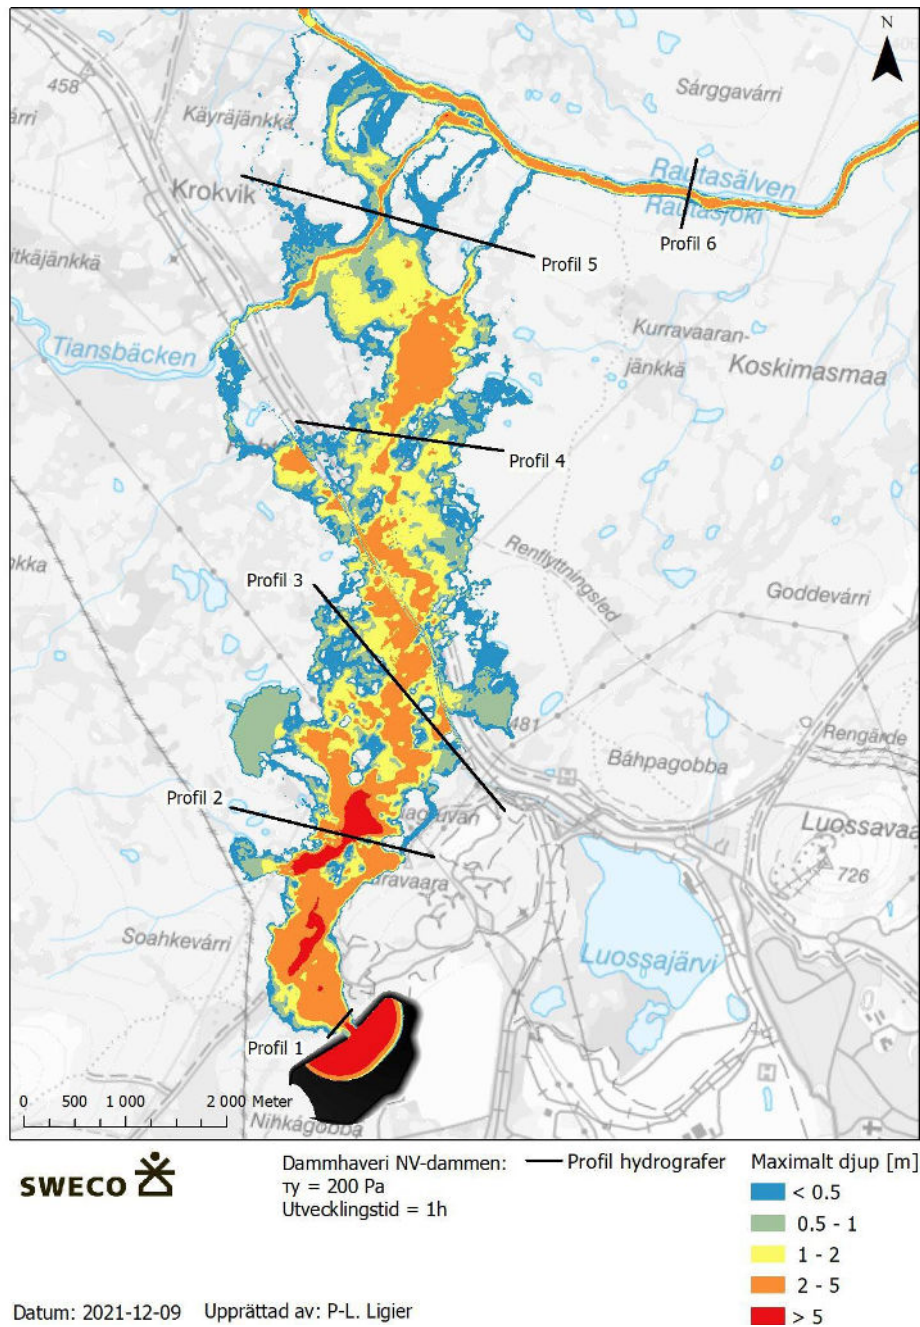 N
458
Sárggavárri
Käyräjänkkä
Krokvik
Rautasälven
Rautasjoki
Profil 6
Profil 5
Tiansbäcken
Kurravaaran-
jänkkä
Koskimasmaa
Profil 4
Renflyttningsled
Profil 3
Goddevárri
481
Rengärde
Báhpagobba
Profil 2
726
Soahkevárri
Luossajärvi
Profil 1
0 500 1 000 2 000 Meter
Nihkágobba
SWECO
Dammhaveri NV-dammen:
τy = 200 Pa
Utvecklingstid = 1h
Profil hydrografer
Maximalt djup [m]
< 0.5
0.5 - 1
1 - 2
2 - 5
> 5
Datum: 2021-12-09 Upprättad av: P-L. Ligier